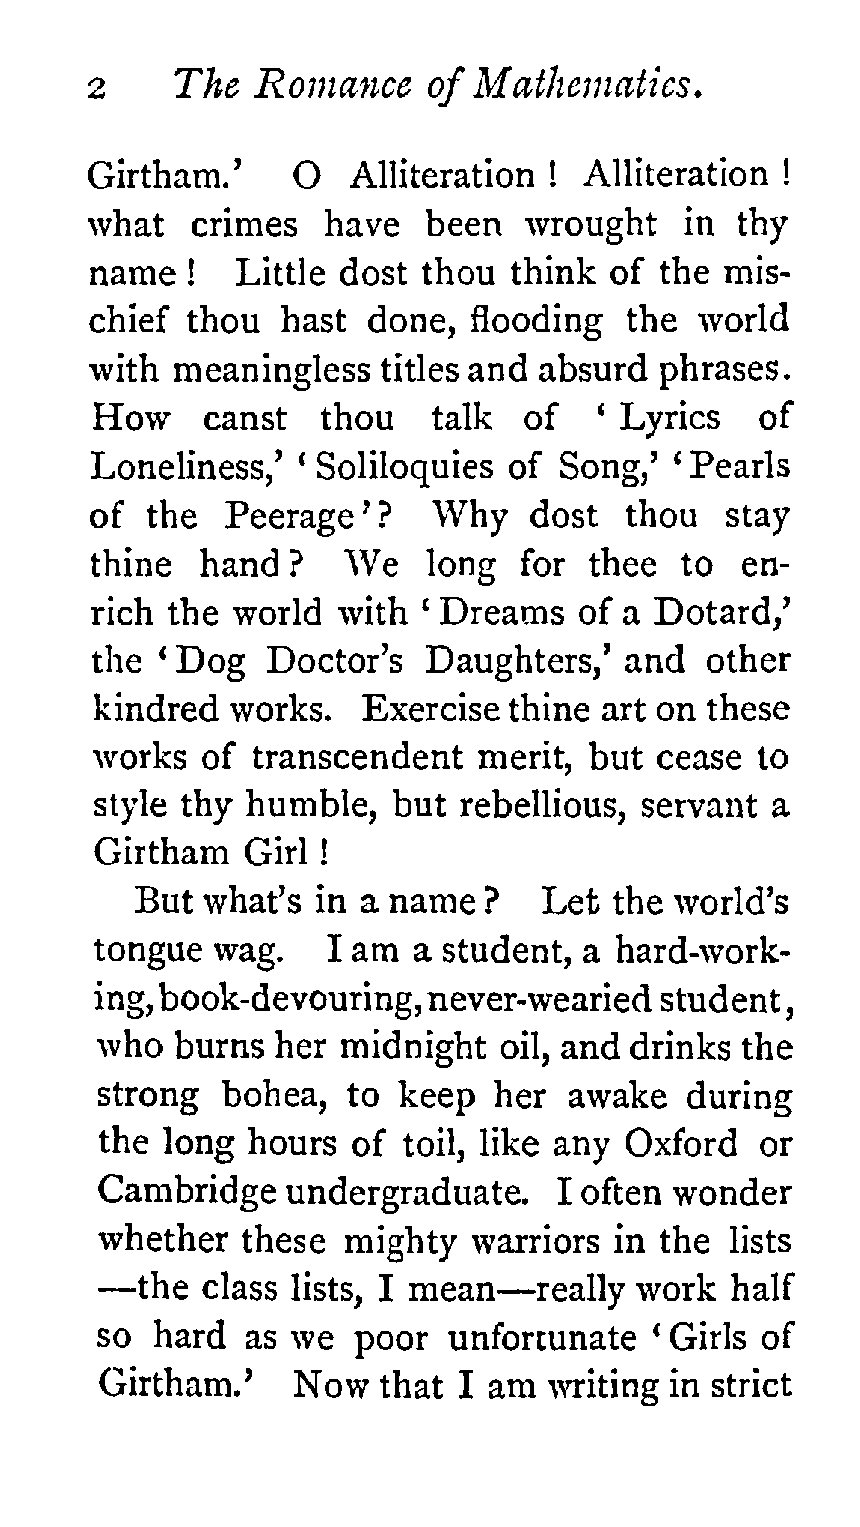 2 The Romance of Mathematics.
Girtham.’ O Alliteration ! Alliteration !
what crimes have been wrought in thy
name ! Little dost thou think of the mis-
chief thou hast done, flooding the world
with meaningless titles and absurd phrases.
How canst thou talk of ‘ Lyrics of
Loneliness,’ ‘ Soliloquies of Song,’ ‘ Pearls
of the Peerage’? Why dost thou stay
thine hand? We long for thee to en-
rich the world with ‘ Dreams of a Dotard,’
the ‘ Dog Doctor’s Daughters,’ and other
kindred works. Exercise thine art on these
works of transcendent merit, but cease to
style thy humble, but rebellious, servant a
Girtham Girl !
But what’s in a name? Let the world’s
tongue wag. I am a student, a hard-work-
ing, book-devouring, never-wearied student,
who burns her midnight oil, and drinks the
strong bohea, to keep her awake during
the long hours of toil, like any Oxford or
Cambridge undergraduate. I often wonder
whether these mighty warriors in the lists
—the class lists, I mean—really work half
so hard as we poor unfortunate ‘ Girls of
Girtham.’ Now that I am writing in strict